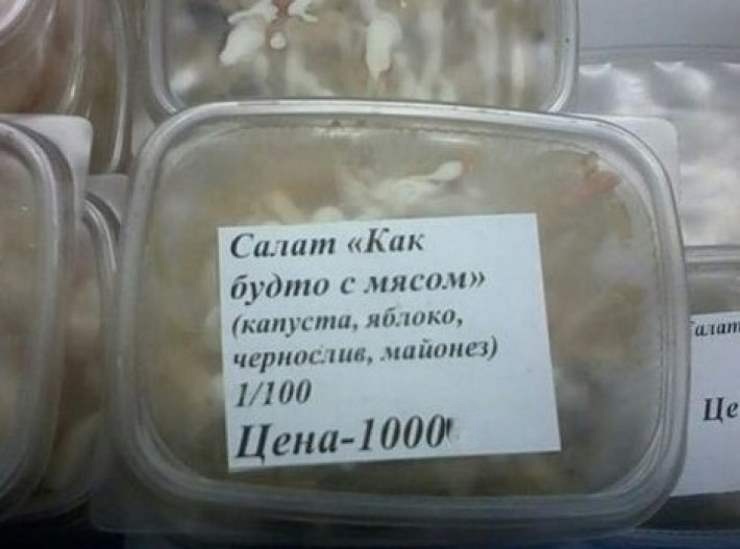 Салат «Как
будто с мясом»
(капуста, яблоко,
чернослив, майонез)
1/100
Цена-1000